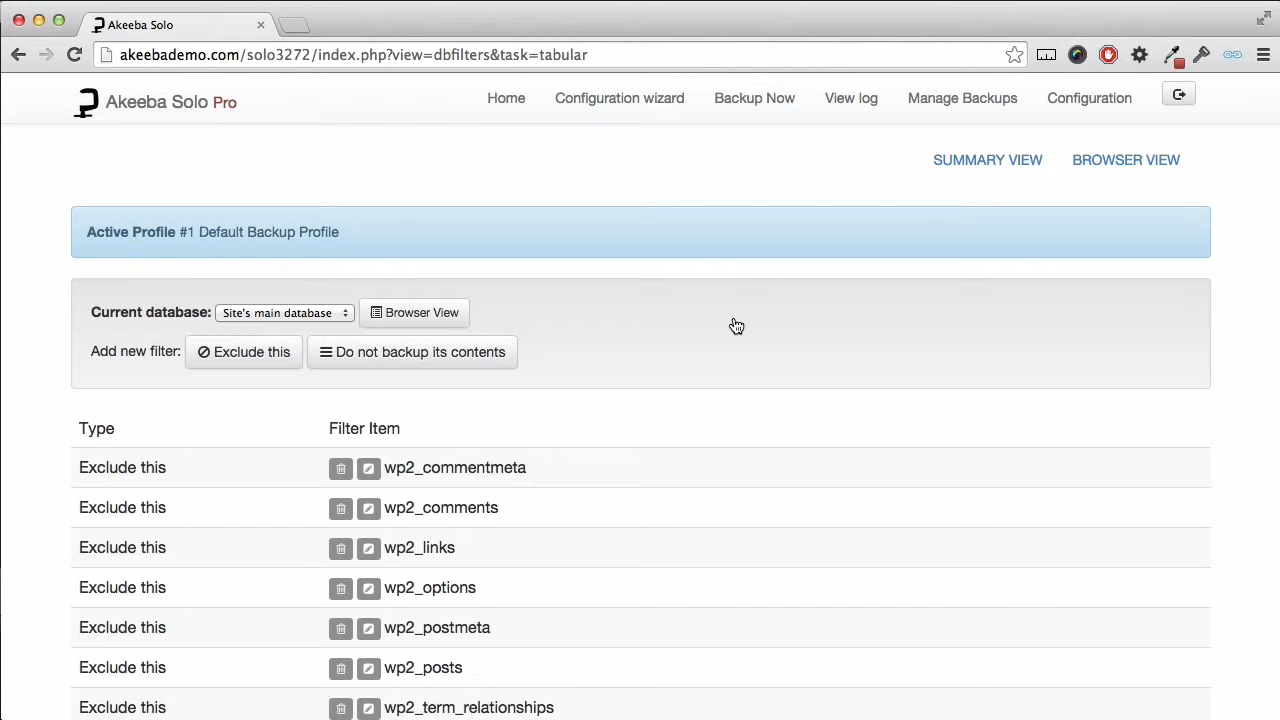 Akeeba Solo
akeebademo.com/solo3272/index.php?view=dbfilters&task=tabular
Akeeba Solo Pro Home Configuration wizard Backup Now View log Manage Backups Configuration
SUMMARY VIEW BROWSER VIEW
Active Profile #1 Default Backup Profile
Current database: Site's main database Browser View
Add new filter: Exclude this Do not backup its contents
Type Filter Item
Exclude this wp2_commentmeta
Exclude this wp2_comments
Exclude this wp2_links
Exclude this wp2_options
Exclude this wp2_postmeta
Exclude this wp2_posts
Exclude this wp2_term_relationships